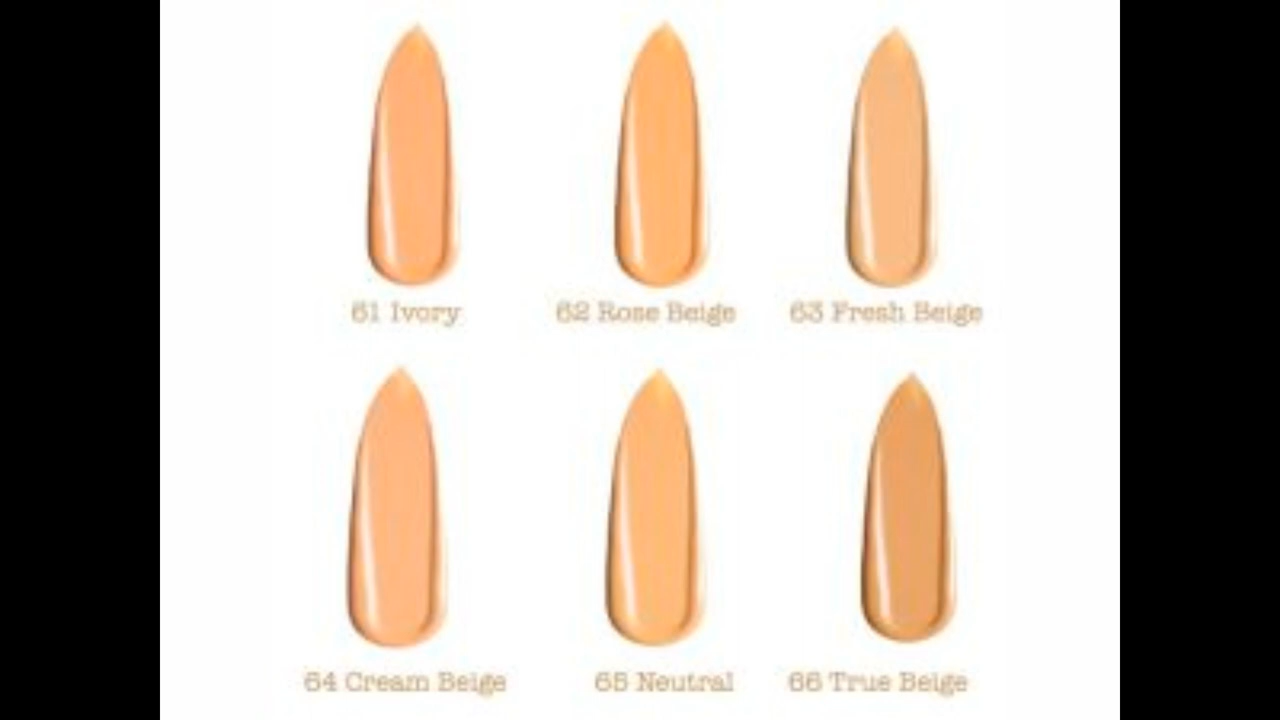 61 Ivory
62 Rose Beige
63 Fresh Beige
64 Cream Beige
65 Neutral
66 True Beige